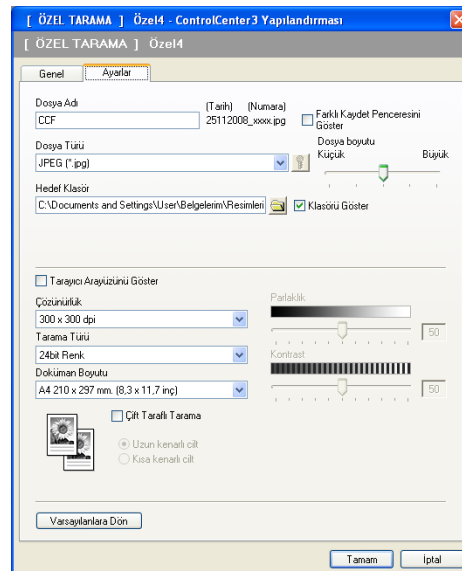 [ ÖZEL TARAMA ] Özel4 - ControlCenter3 Yapılandırması
[ ÖZEL TARAMA ] Özel4
Genel Ayarlar
Dosya Adı
(Tarih) (Numara)
CCF
25112008_xxxx.jpg
Farklı Kaydet Penceresini
Göster
Dosya Türü
Dosya boyutu
Küçük Büyük
JPEG (*.jpg)
Hedef Klasör
C:\Documents and Settings\User\Belgelerim\Resimleri
Klasörü Göster
Tarayıcı Arayüzünü Göster
Çözünürlük
300 x 300 dpi
Parlaklık
50
Tarama Türü
24bit Renk
Kontrast
50
Doküman Boyutu
A4 210 x 297 mm. (8,3 x 11,7 inç)
Çift Taraflı Tarama
Uzun kenarlı cilt
Kısa kenarlı cilt
Varsayılanlara Dön
Tamam İptal